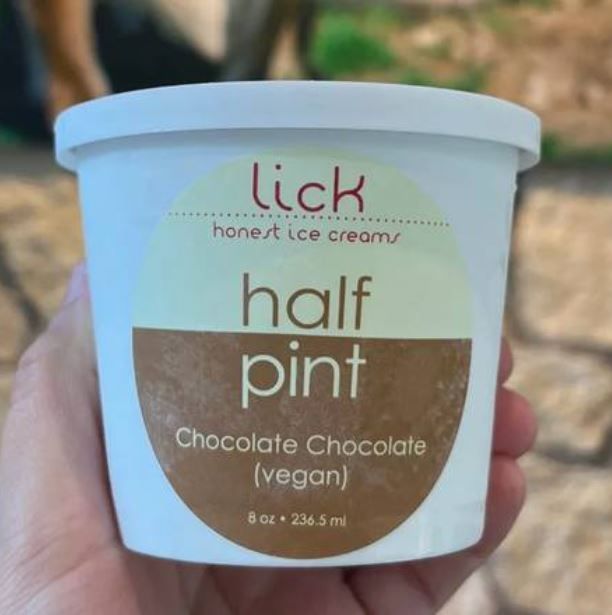 lick
honest ice creams
half
pint
Chocolate Chocolate
(vegan)
8 oz • 236.5 ml